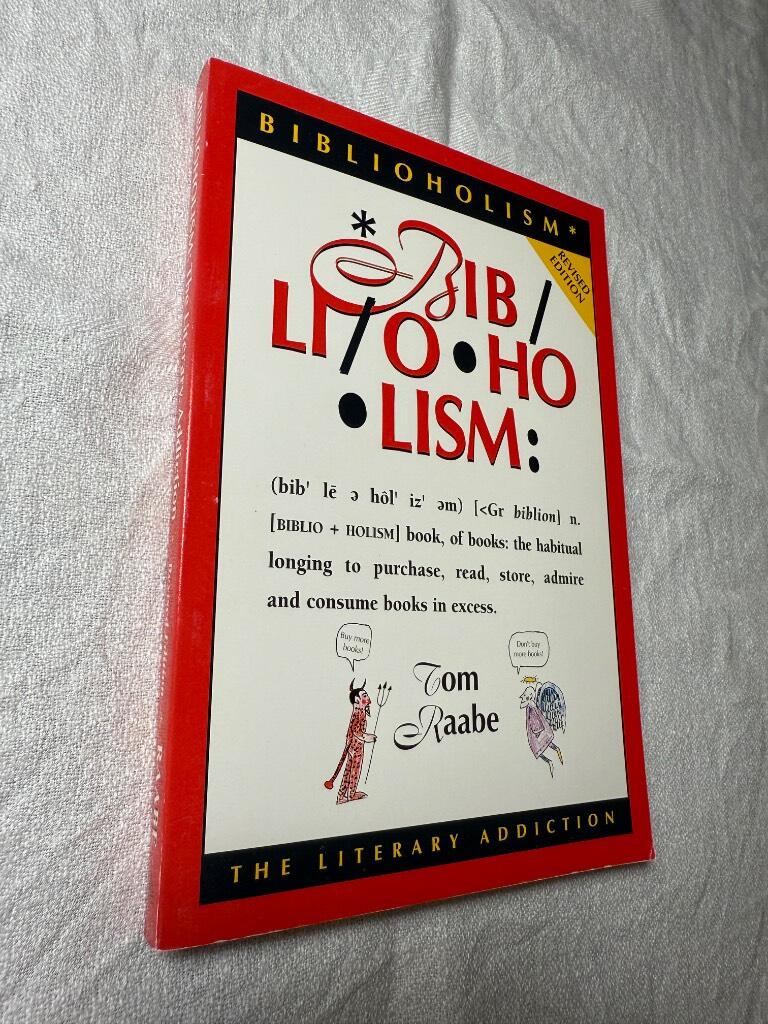 BIBLIOHOLISM*
REVISED
EDITION
*BIB/
LI/O•HO
•LISM:
(bib' lē ə hôl' iz' əm) [<Gr biblion] n.
[BIBLIO + HOLISM] book, of books: the habitual
longing to purchase, read, store, admire
and consume books in excess.
Buy more
books!
Don't buy
more books!
Tom
Raabe
THE LITERARY ADDICTION